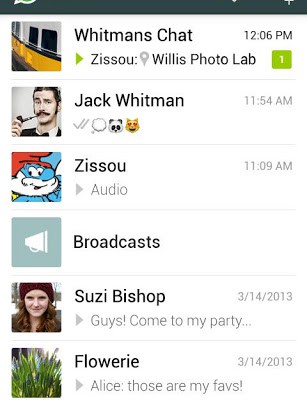 Whitmans Chat 12:06 PM
Zissou: Willis Photo Lab 1
Jack Whitman 11:54 AM
Zissou 11:09 AM
Audio
Broadcasts
Suzi Bishop 3/14/2013
Guys! Come to my party...
Flowerie 3/14/2013
Alice: those are my favs!